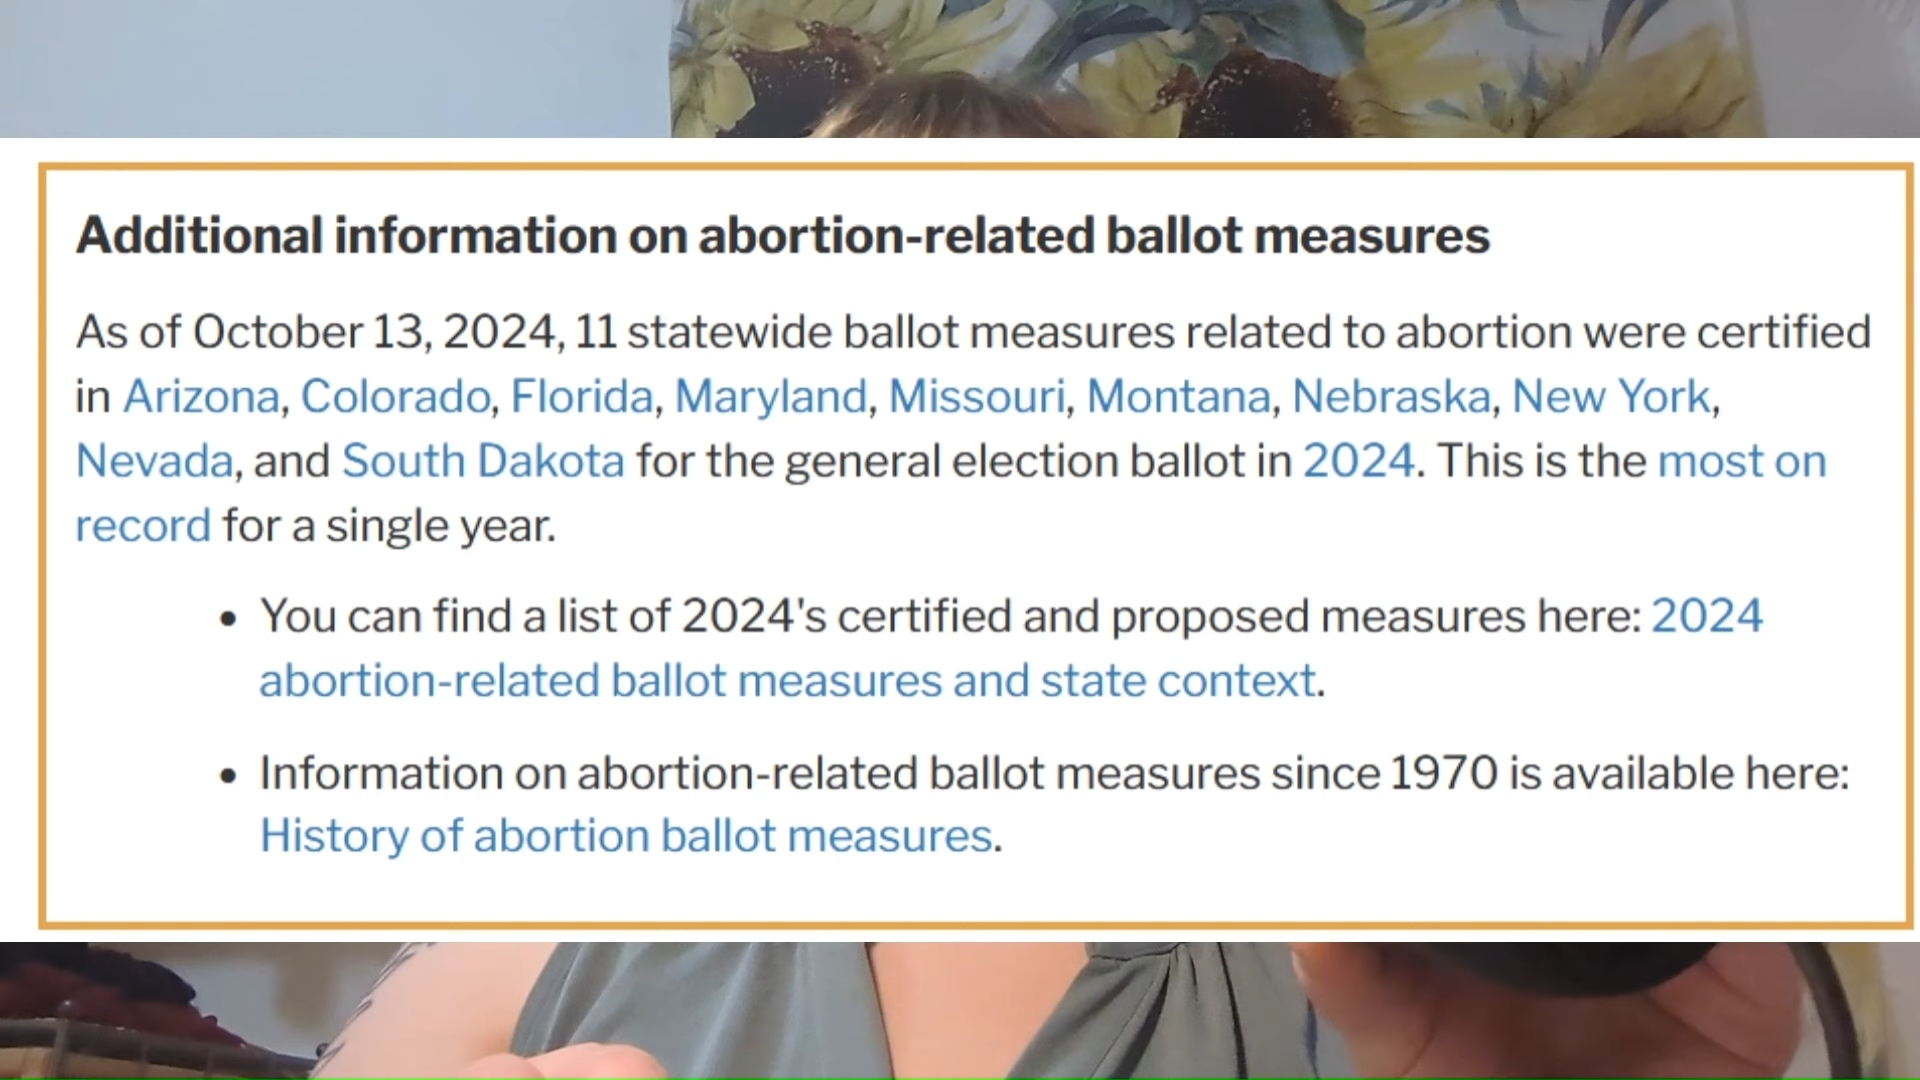 Additional information on abortion-related ballot measures
As of October 13, 2024, 11 statewide ballot measures related to abortion were certified
in Arizona, Colorado, Florida, Maryland, Missouri, Montana, Nebraska, New York,
Nevada, and South Dakota for the general election ballot in 2024. This is the most on
record for a single year.
• You can find a list of 2024's certified and proposed measures here: 2024
abortion-related ballot measures and state context.
• Information on abortion-related ballot measures since 1970 is available here:
History of abortion ballot measures.